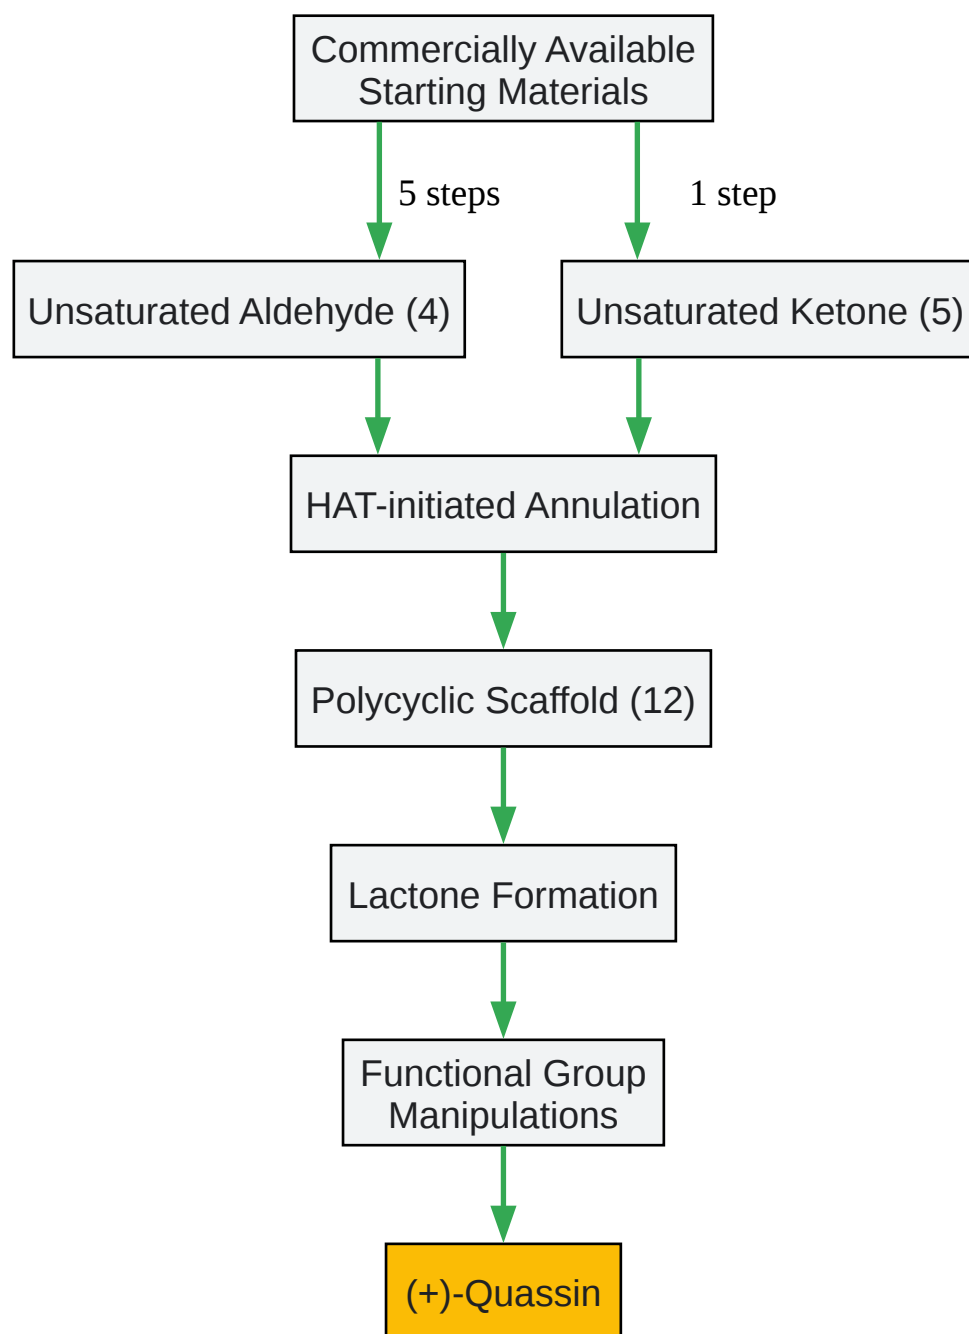 Commercially Available
Starting Materials
5 steps
1 step
Unsaturated Aldehyde (4)
Unsaturated Ketone (5)
HAT-initiated Annulation
Polycyclic Scaffold (12)
Lactone Formation
Functional Group
Manipulations
(+)-Quassin